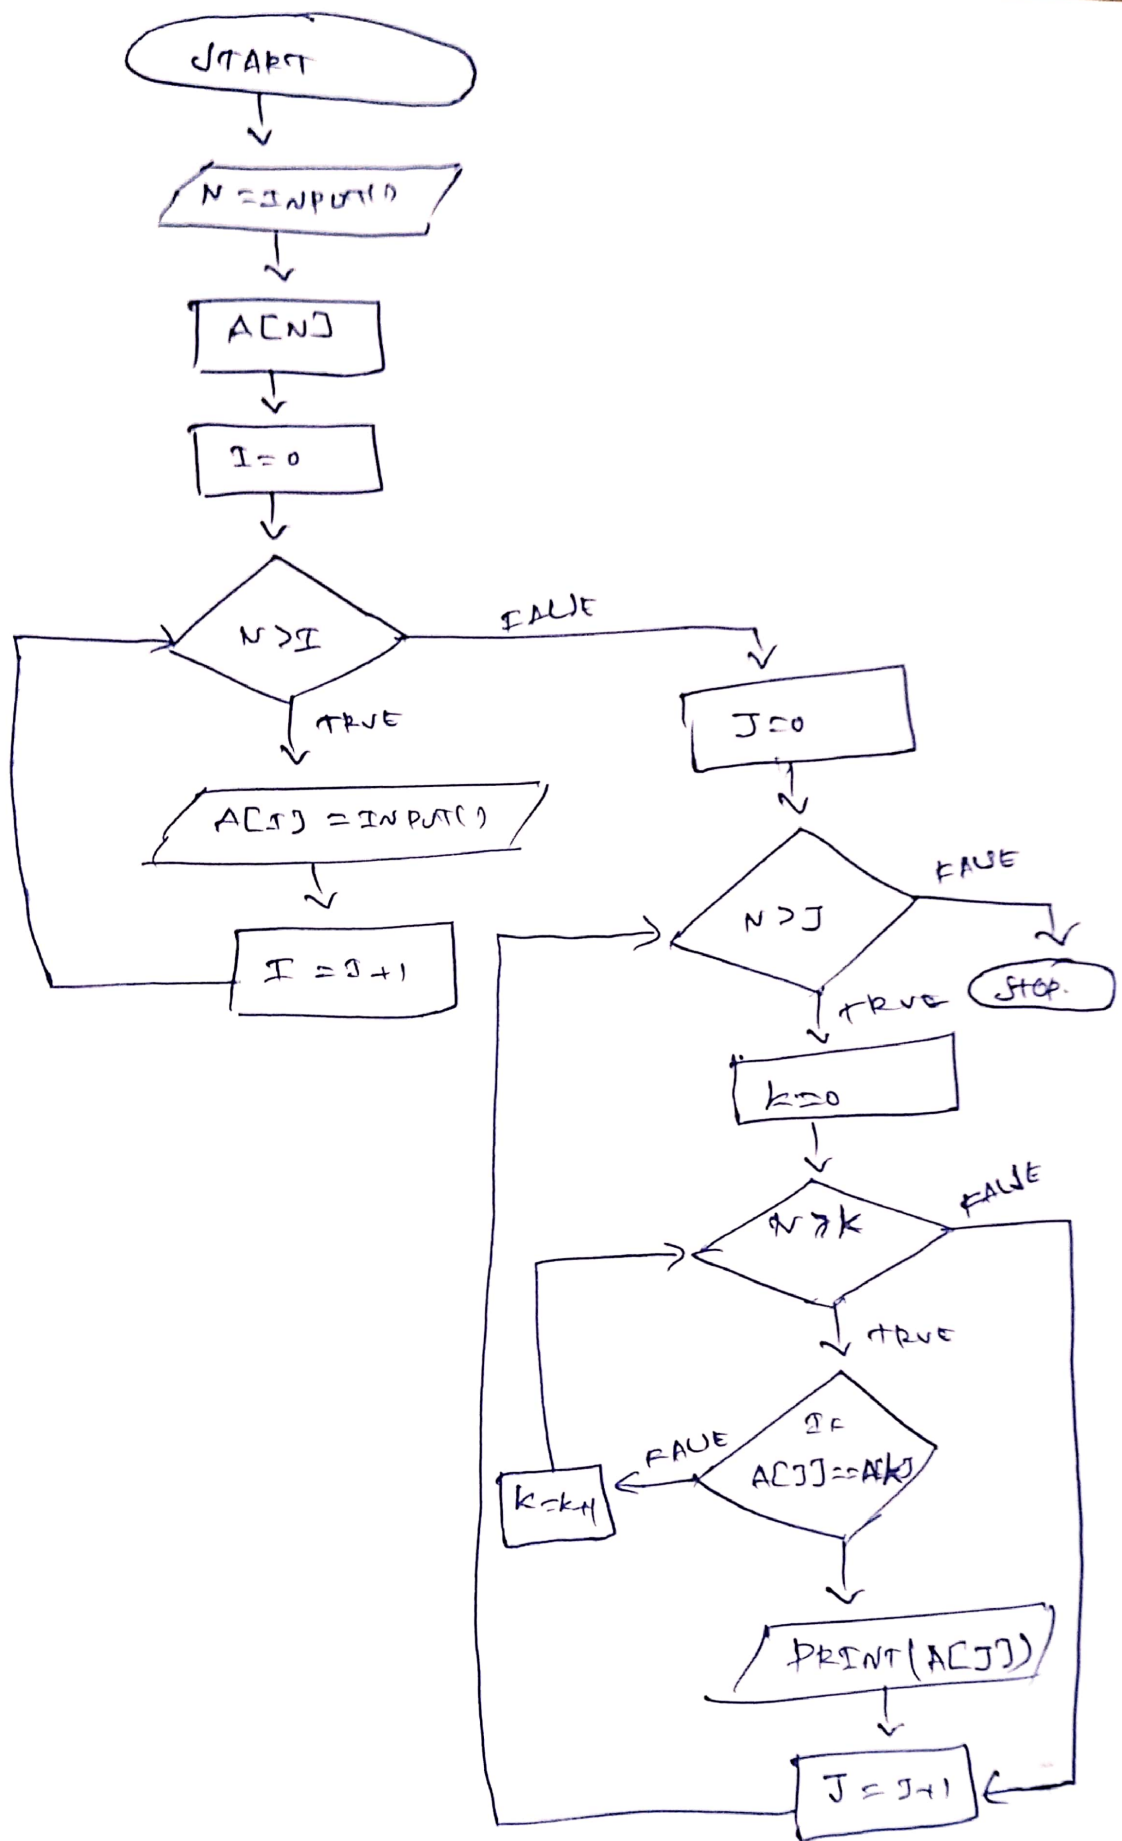 START
N = INPUT()
A[N]
I = 0
N > I
FALSE
TRUE
A[I] = INPUT()
I = I + 1
J = 0
N > J
FALSE
STOP.
TRUE
k = 0
N > k
FALSE
TRUE
IF
A[J] == A[k]
FALSE
k = k+1
PRINT(A[J])
J = J+1